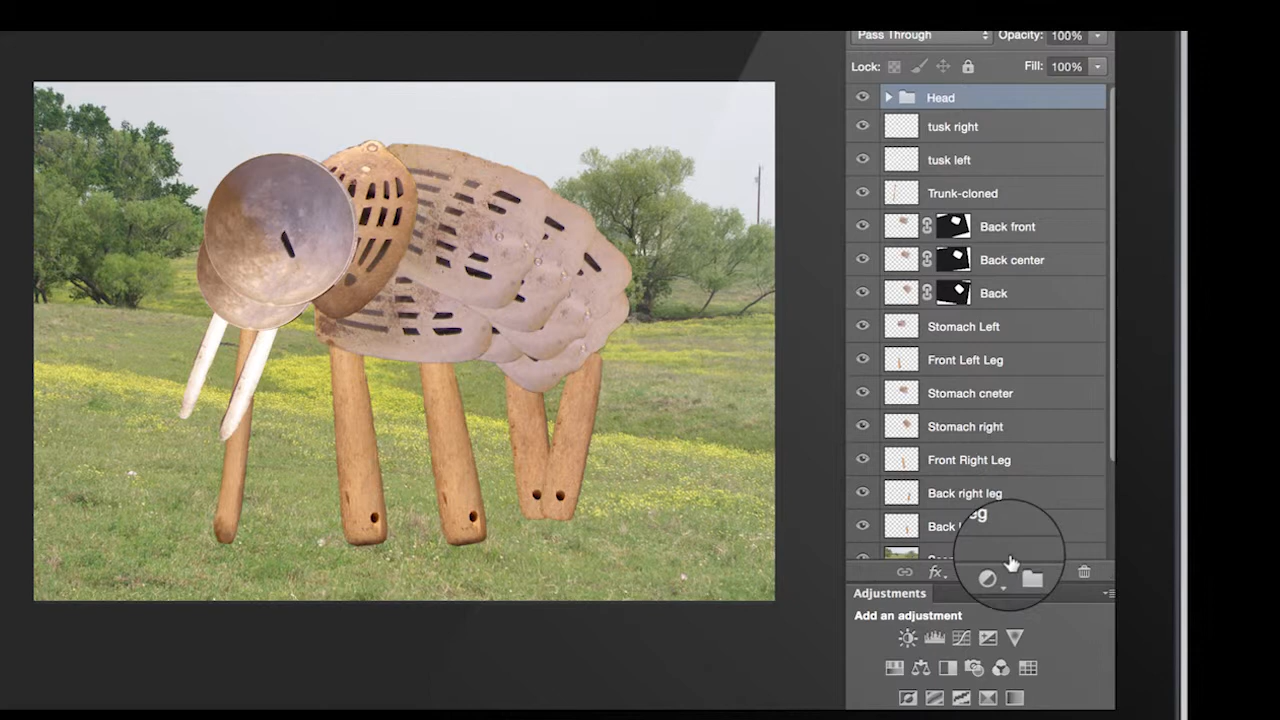 Pass Through Opacity: 100%
Lock: Fill: 100%
Head
tusk right
tusk left
Trunk-cloned
Back front
Back center
Back
Stomach Left
Front Left Leg
Stomach cneter
Stomach right
Front Right Leg
Back right leg
eg
Back
fx
Adjustments
Add an adjustment